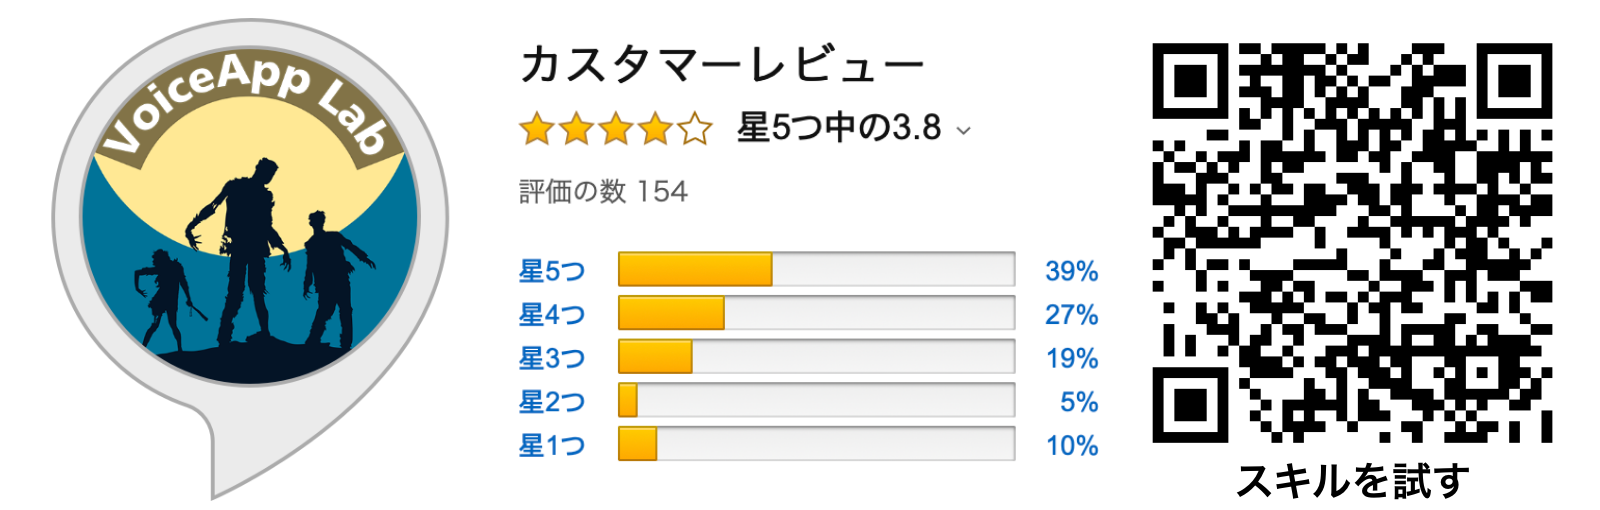 VoiceApp Lab
カスタマーレビュー
星5つ中の3.8
評価の数 154
星5つ 39%
星4つ 27%
星3つ 19%
星2つ 5%
星1つ 10%
スキルを試す